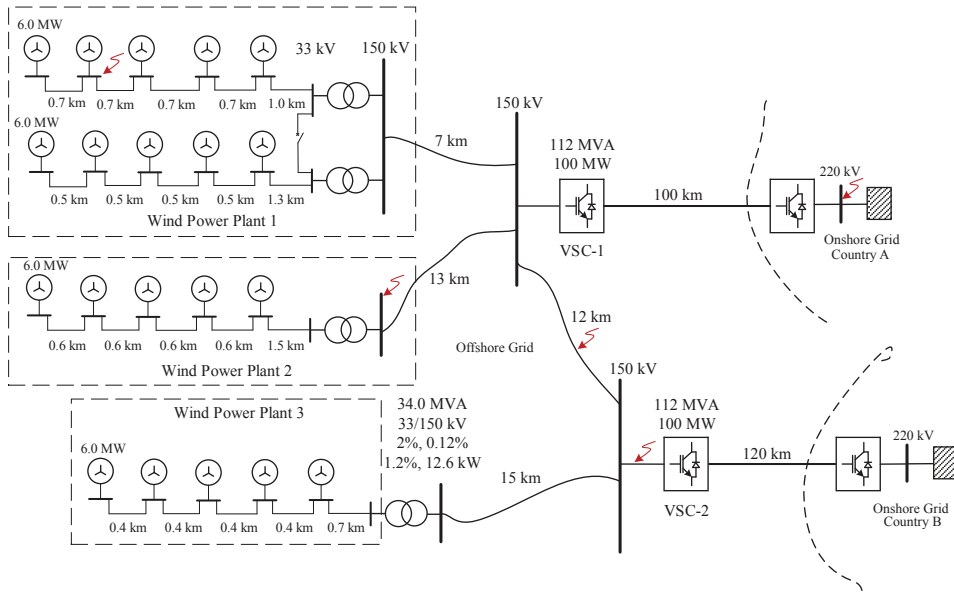 6.0 MW
33 kV
150 kV
0.7 km
0.7 km
0.7 km
0.7 km
1.0 km
6.0 MW
0.5 km
0.5 km
0.5 km
0.5 km
1.3 km
Wind Power Plant 1
7 km
150 kV
112 MVA
100 MW
VSC-1
100 km
220 kV
Onshore Grid
Country A
6.0 MW
0.6 km
0.6 km
0.6 km
0.6 km
1.5 km
Wind Power Plant 2
13 km
Offshore Grid
12 km
150 kV
Wind Power Plant 3
34.0 MVA
33/150 kV
2%, 0.12%
1.2%, 12.6 kW
6.0 MW
0.4 km
0.4 km
0.4 km
0.4 km
0.7 km
15 km
112 MVA
100 MW
VSC-2
120 km
220 kV
Onshore Grid
Country B